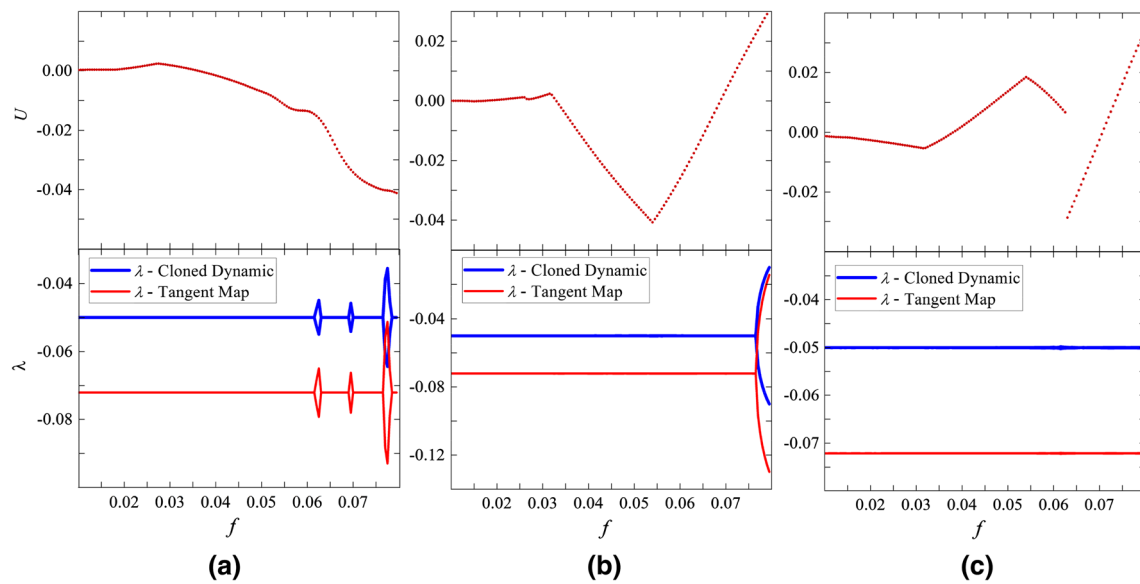 U
0.00
-0.02
-0.04
0.02
0.00
-0.02
-0.04
0.02
0.00
-0.02
λ
-0.04
-0.06
-0.08
λ - Cloned Dynamic
λ - Tangent Map
0.02 0.03 0.04 0.05 0.06 0.07
f
(a)
-0.04
-0.08
-0.12
λ - Cloned Dynamic
λ - Tangent Map
0.02 0.03 0.04 0.05 0.06 0.07
f
(b)
-0.04
-0.05
-0.07
λ - Cloned Dynamic
λ - Tangent Map
0.02 0.03 0.04 0.05 0.06 0.07
f
(c)